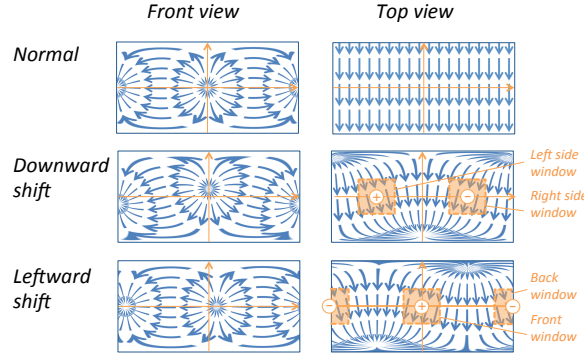 Front view
Top view
Normal
Downward
shift
Left side
window
Right side
window
+
−
Leftward
shift
Back
window
Front
window
−
+
−